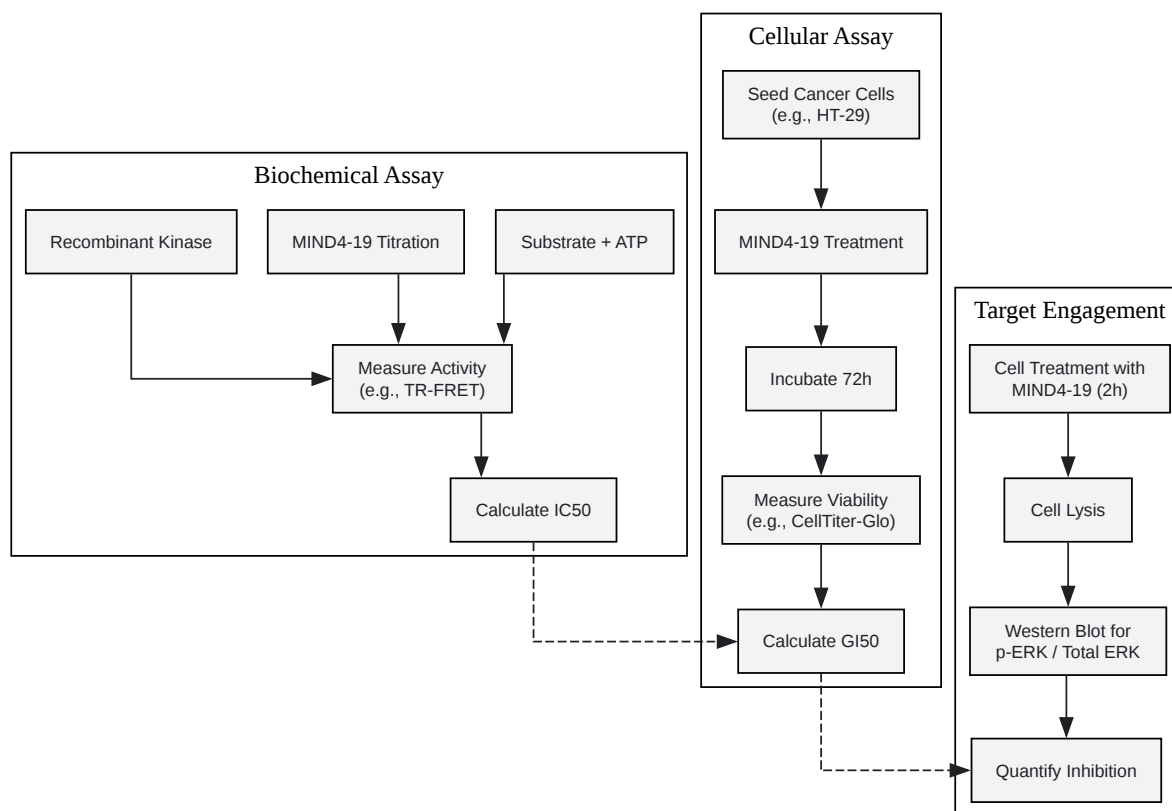 Biochemical Assay
Recombinant Kinase
MIND4-19 Titration
Substrate + ATP
Measure Activity
(e.g., TR-FRET)
Calculate IC50
Cellular Assay
Seed Cancer Cells
(e.g., HT-29)
MIND4-19 Treatment
Incubate 72h
Measure Viability
(e.g., CellTiter-Glo)
Calculate GI50
Target Engagement
Cell Treatment with
MIND4-19 (2h)
Cell Lysis
Western Blot for
p-ERK / Total ERK
Quantify Inhibition